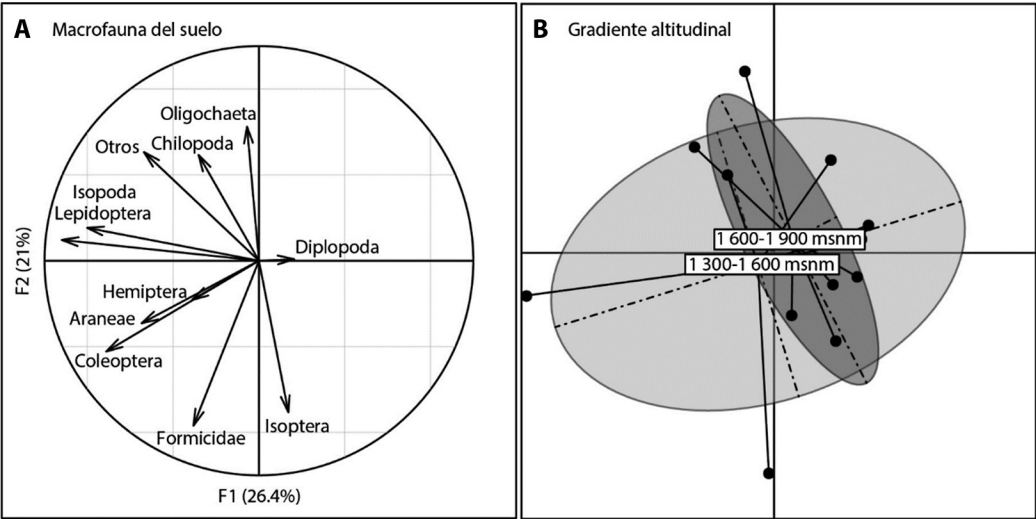 A Macrofauna del suelo
Oligochaeta
Otros Chilopoda
Isopoda
Lepidoptera
Diplopoda
Hemiptera
Araneae
Coleoptera
Formicidae
Isoptera
F2 (21%)
F1 (26.4%)
B Gradiente altitudinal
1 600-1 900 msnm
1 300-1 600 msnm